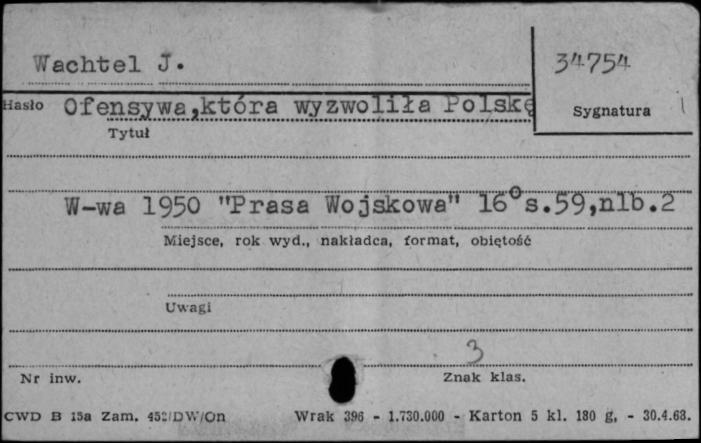 Wachtel J.
34754
Hasło Ofensywa,która wyzwoliła Polskę
Sygnatura
Tytuł
W-wa 1950 "Prasa Wojskowa" 16° s.59,nlb.2
Miejsce, rok wyd., nakładca, format, objętość
Uwagi
3
Nr inw.
Znak klas.
CWD B 15a Zam. 452/DW/On Wrak 396 - 1.730.000 - Karton 5 kl. 180 g. - 30.4.63.